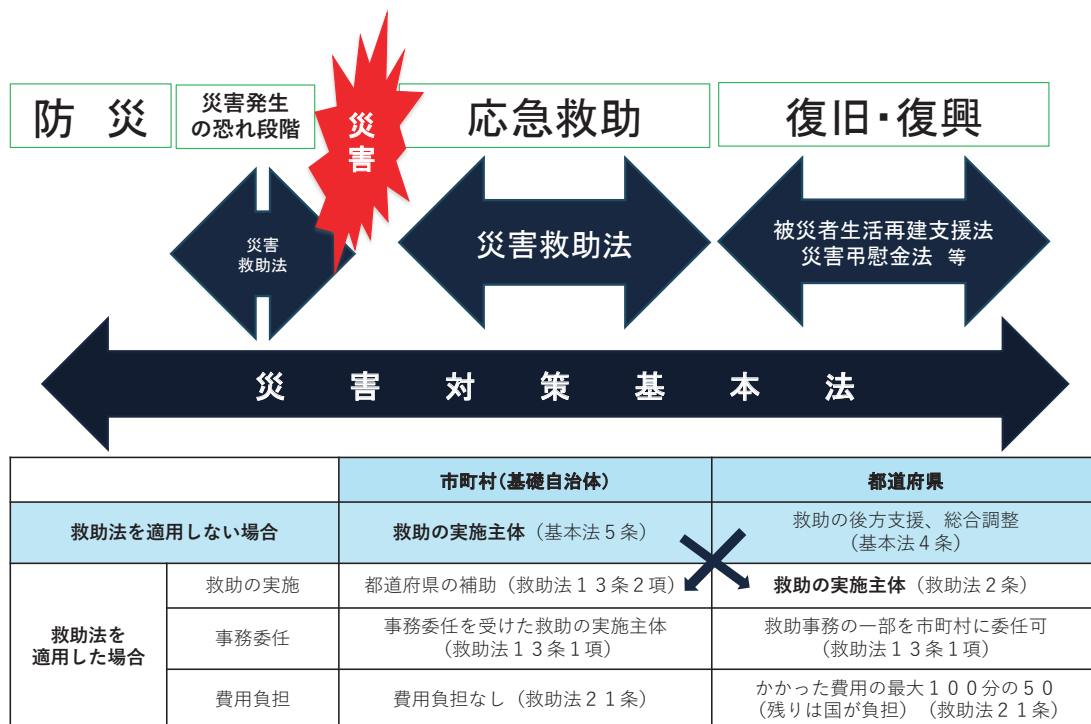 防 災
災害発生
の恐れ段階
災害
応急救助
復旧・復興
災害
救助法
災害救助法
被災者生活再建支援法
災害弔慰金法 等
災 害 対 策 基 本 法
市町村(基礎自治体)
都道府県
救助法を適用しない場合
救助の実施主体（基本法５条）
救助の後方支援、総合調整
（基本法４条）
救助法を
適用した場合
救助の実施
都道府県の補助（救助法１３条２項）
救助の実施主体（救助法２条）
事務委任
事務委任を受けた救助の実施主体
（救助法１３条１項）
救助事務の一部を市町村に委任可
（救助法１３条１項）
費用負担
費用負担なし（救助法２１条）
かかった費用の最大１００分の５０
（残りは国が負担）（救助法２１条）